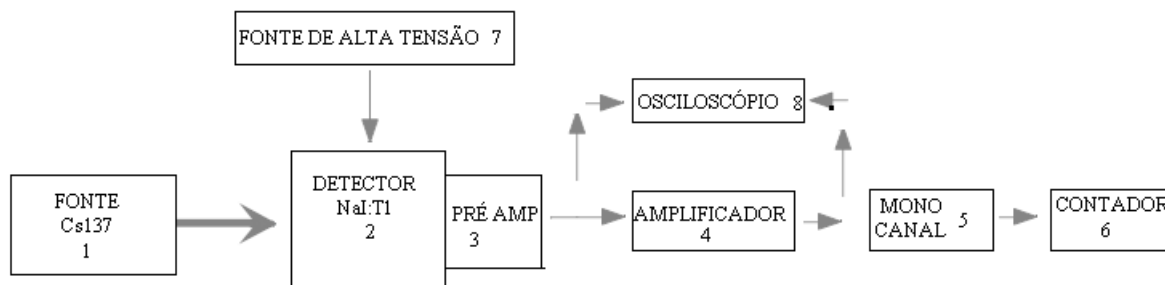 FONTE DE ALTA TENSÃO 7
OSCILOSCÓPIO 8
FONTE
Cs137
1
DETECTOR
NaI:Tl
2
PRÉ AMP
3
AMPLIFICADOR
4
MONO
CANAL 5
CONTADOR
6